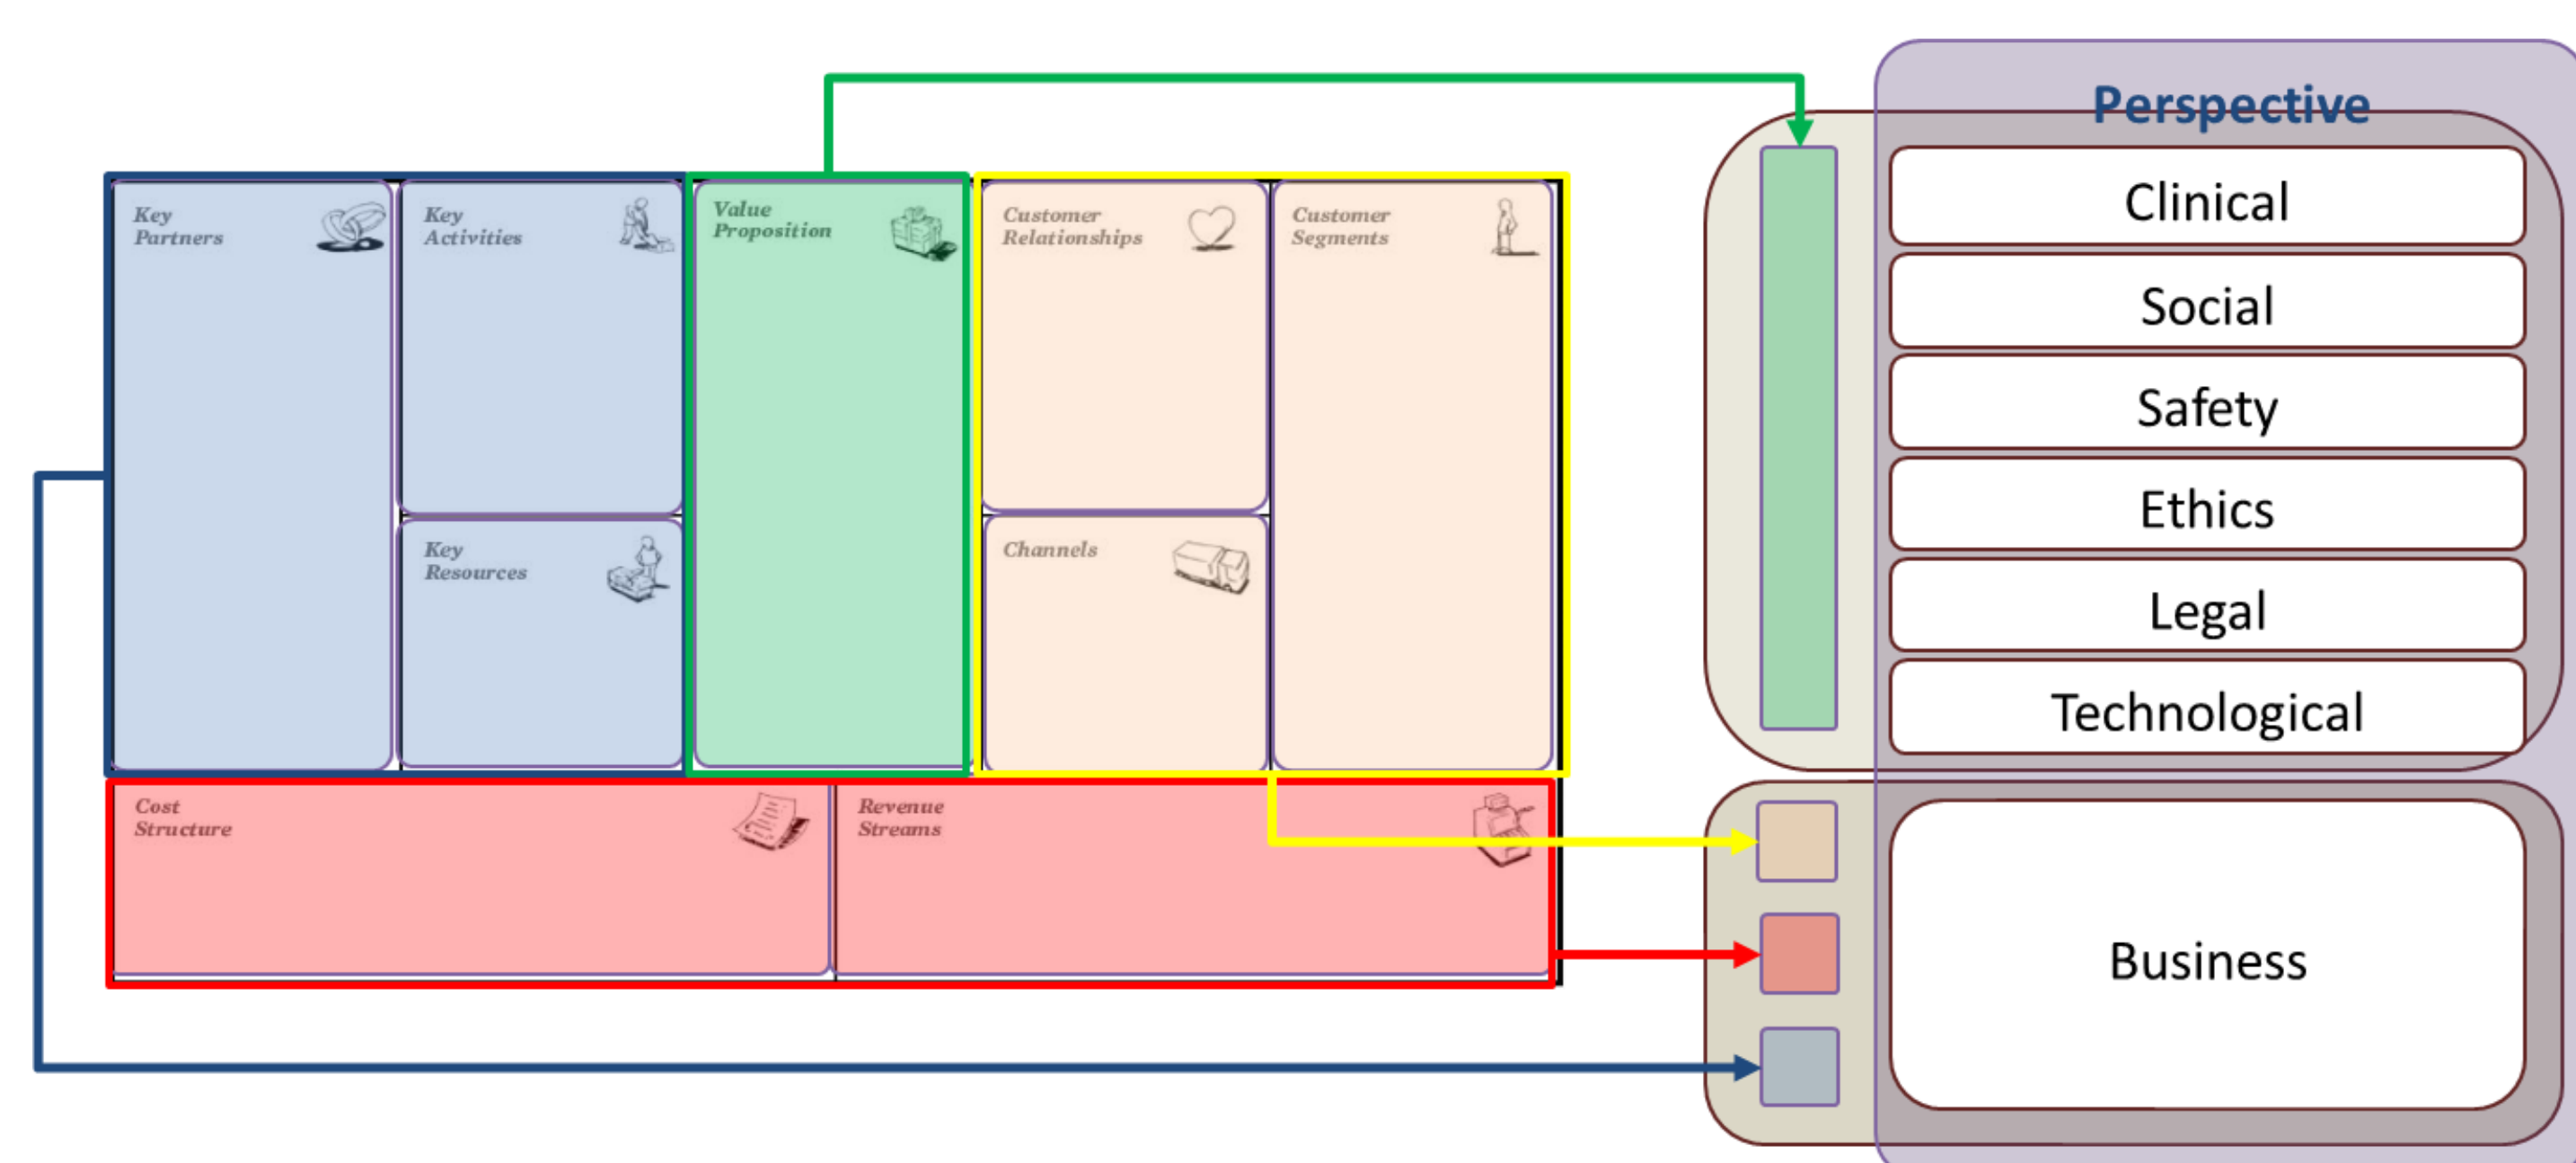 Perspective
Key
Partners
Key
Activities
Value
Proposition
Customer
Relationships
Customer
Segments
Key
Resources
Channels
Cost
Structure
Revenue
Streams
Clinical
Social
Safety
Ethics
Legal
Technological
Business